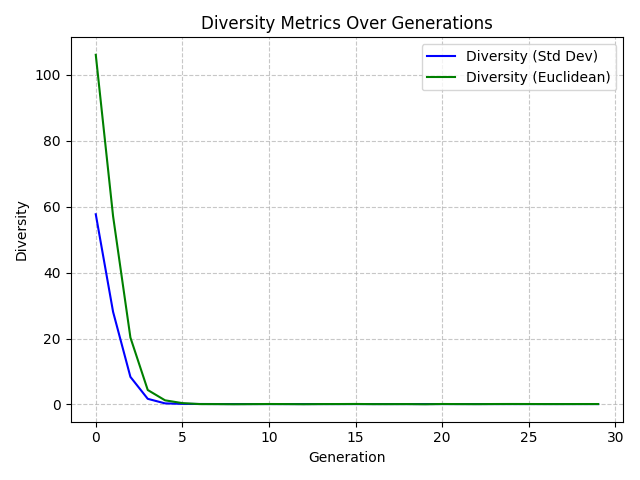 Diversity Metrics Over Generations
Diversity (Std Dev)
Diversity (Euclidean)
Diversity
100
80
60
40
20
0
0 5 10 15 20 25 30
Generation